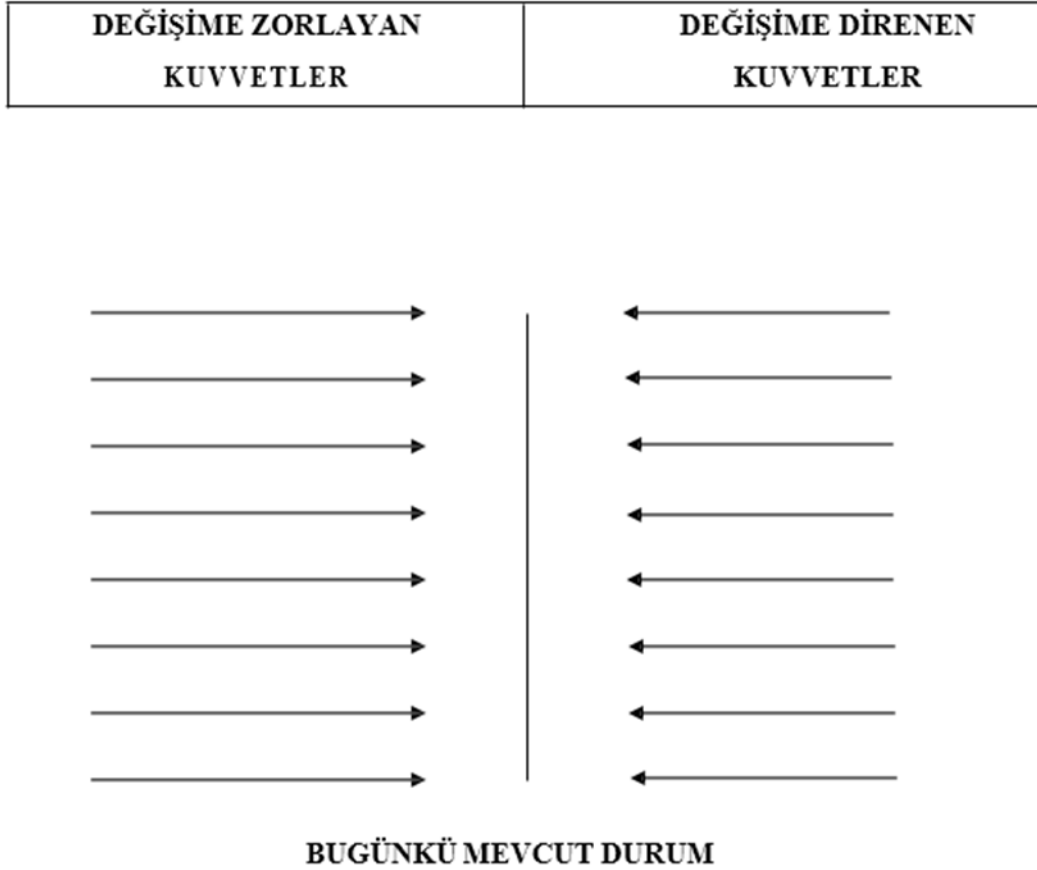 DEĞİŞİME ZORLAYAN
KUVVETLER
DEĞİŞİME DİRENEN
KUVVETLER
BUGÜNKÜ MEVCUT DURUM